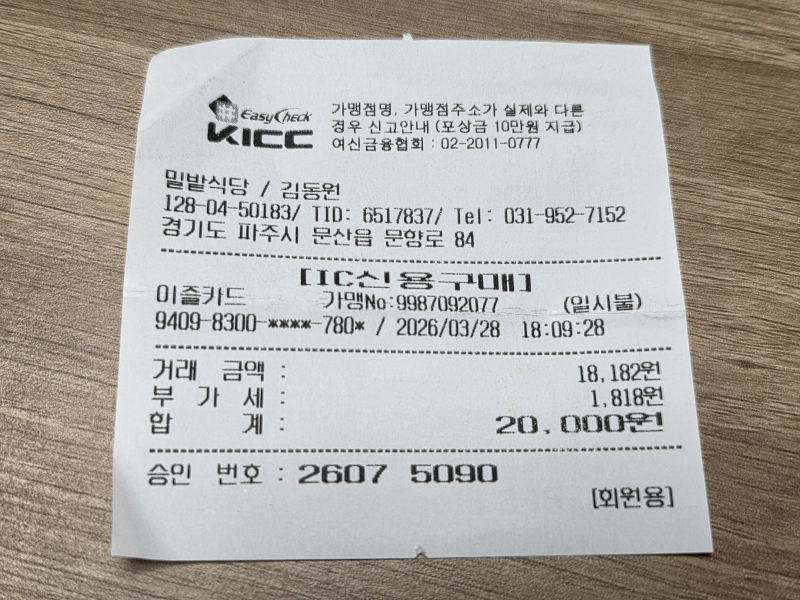 EasyCheck
KICC
가맹점명, 가맹점주소가 실제와 다른
경우 신고안내 (포상금 10만원 지급)
여신금융협회 : 02-2011-0777
밀밭식당 / 김동원
128-04-50183/ TID: 6517837/ Tel: 031-952-7152
경기도 파주시 문산읍 문향로 84
[IC신용구매]
이즐카드 가맹No:9987092077 (일시불)
9409-8300-****-780* / 2026/03/28 18:09:28
거래 금액 : 18,182원
부 가 세 : 1,818원
합 계 : 20,000원
승인 번호 : 2607 5090
[회원용]